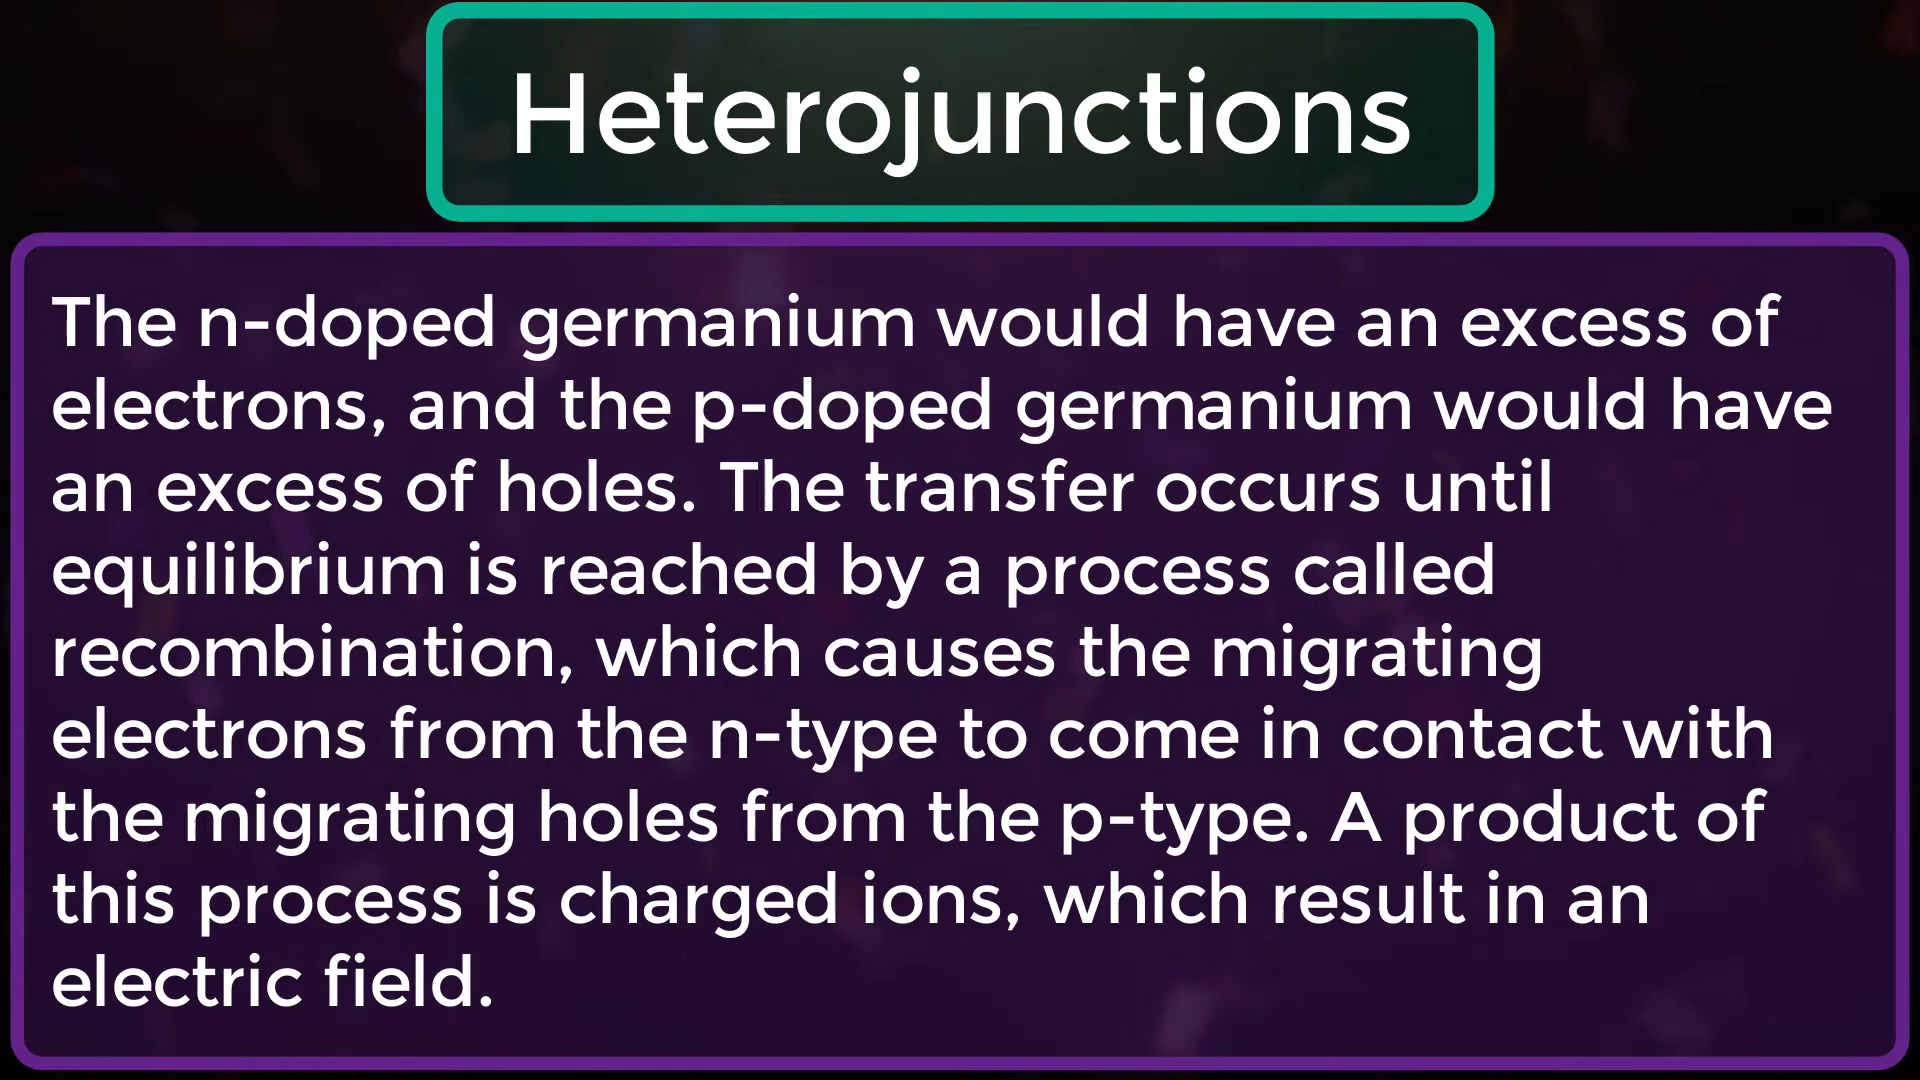 Heterojunctions
The n-doped germanium would have an excess of
electrons, and the p-doped germanium would have
an excess of holes. The transfer occurs until
equilibrium is reached by a process called
recombination, which causes the migrating
electrons from the n-type to come in contact with
the migrating holes from the p-type. A product of
this process is charged ions, which result in an
electric field.